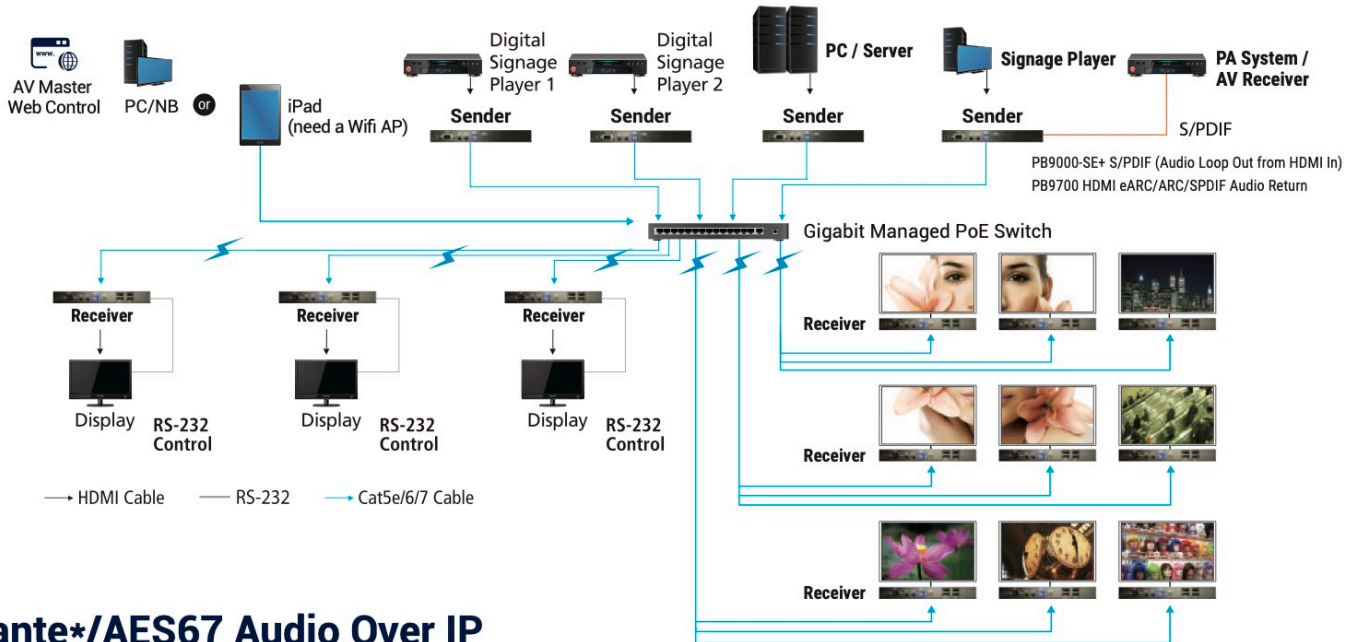 www.
AV Master
Web Control
PC/NB
or
iPad
(need a Wifi AP)
Digital
Signage
Player 1
Digital
Signage
Player 2
PC / Server
Signage Player
PA System /
AV Receiver
Sender
Sender
Sender
Sender
S/PDIF
PB9000-SE+ S/PDIF (Audio Loop Out from HDMI In)
PB9700 HDMI eARC/ARC/SPDIF Audio Return
Gigabit Managed PoE Switch
Receiver
Receiver
Receiver
Display
RS-232
Control
Display
RS-232
Control
Display
RS-232
Control
Receiver
Receiver
Receiver
HDMI Cable
RS-232
Cat5e/6/7 Cable
ante*/AES67 Audio Over IP